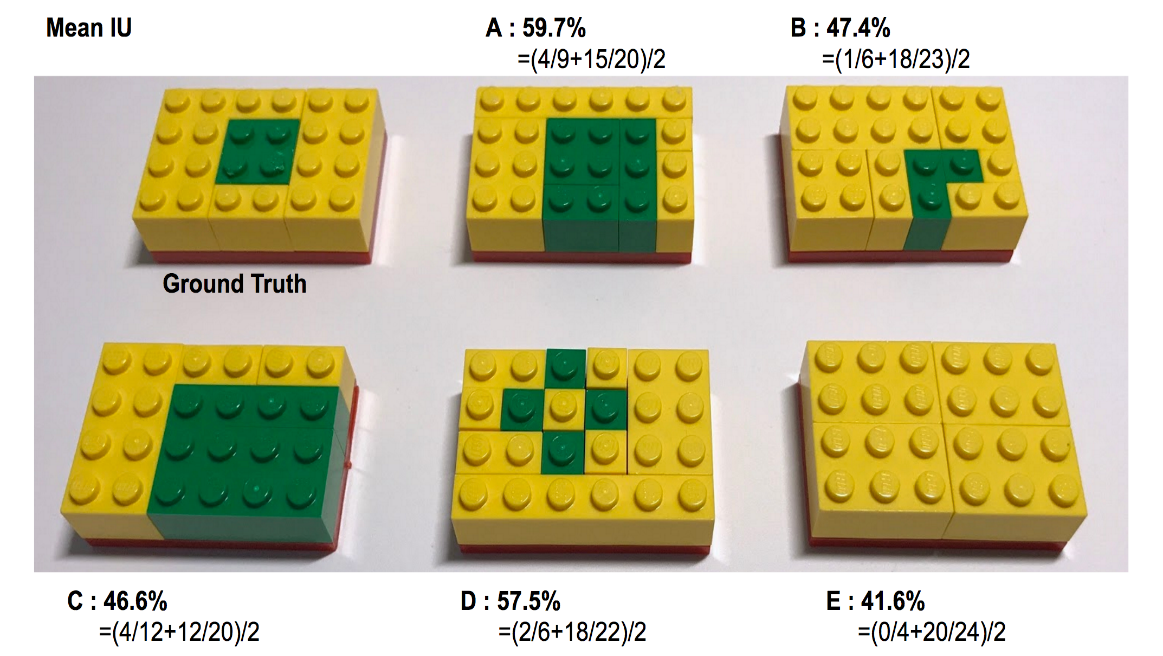 Mean IU
A : 59.7%
=(4/9+15/20)/2
B : 47.4%
=(1/6+18/23)/2
Ground Truth
C : 46.6%
=(4/12+12/20)/2
D : 57.5%
=(2/6+18/22)/2
E : 41.6%
=(0/4+20/24)/2